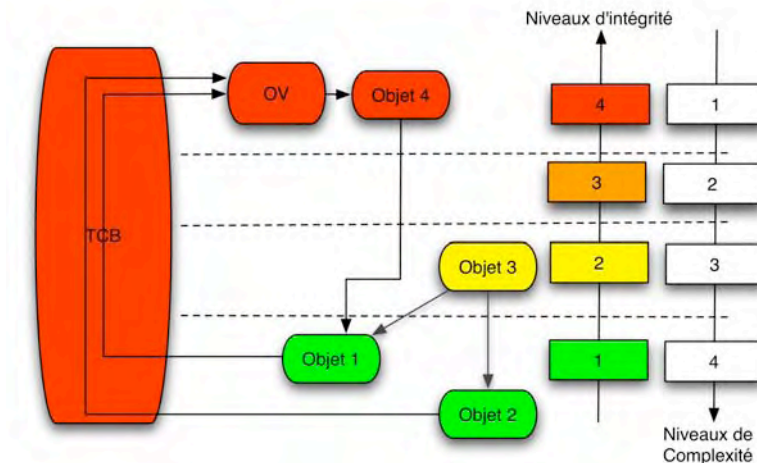 Niveaux d'intégrité
OV
Objet 4
4
1
3
2
TCB
Objet 3
2
3
Objet 1
1
4
Objet 2
Niveaux de
Complexité